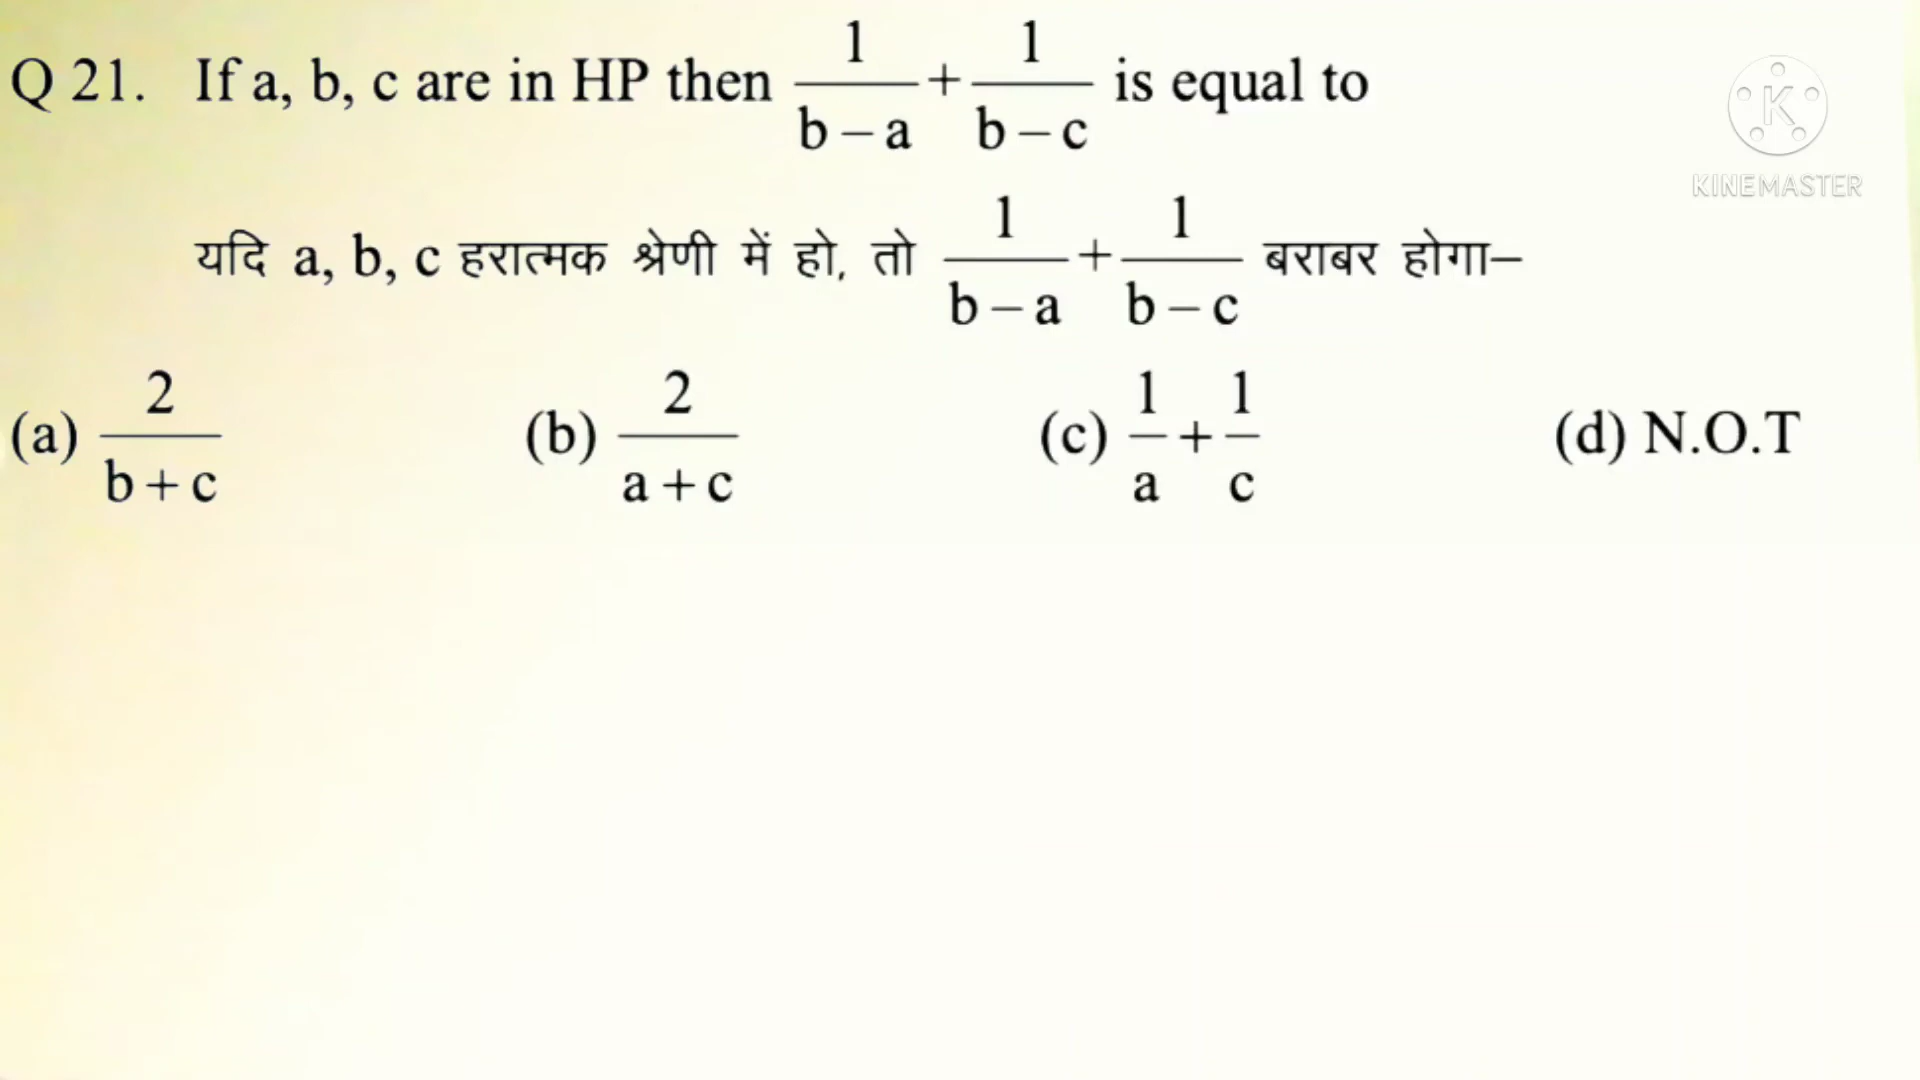 Q 21. If a, b, c are in HP then 1/(b – a) + 1/(b – c) is equal to
यदि a, b, c हरात्मक श्रेणी में हो, तो 1/(b – a) + 1/(b – c) बराबर होगा–
(a) 2/(b + c) (b) 2/(a + c) (c) 1/a + 1/c (d) N.O.T
K
KINEMASTER